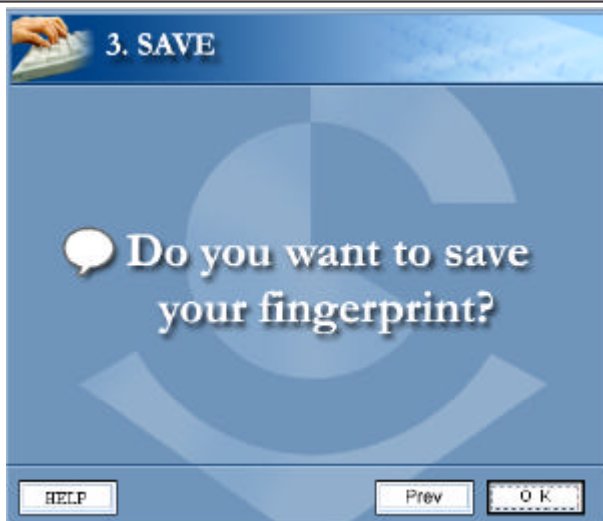 3. SAVE
Do you want to save
your fingerprint?
HELP
Prev
O K